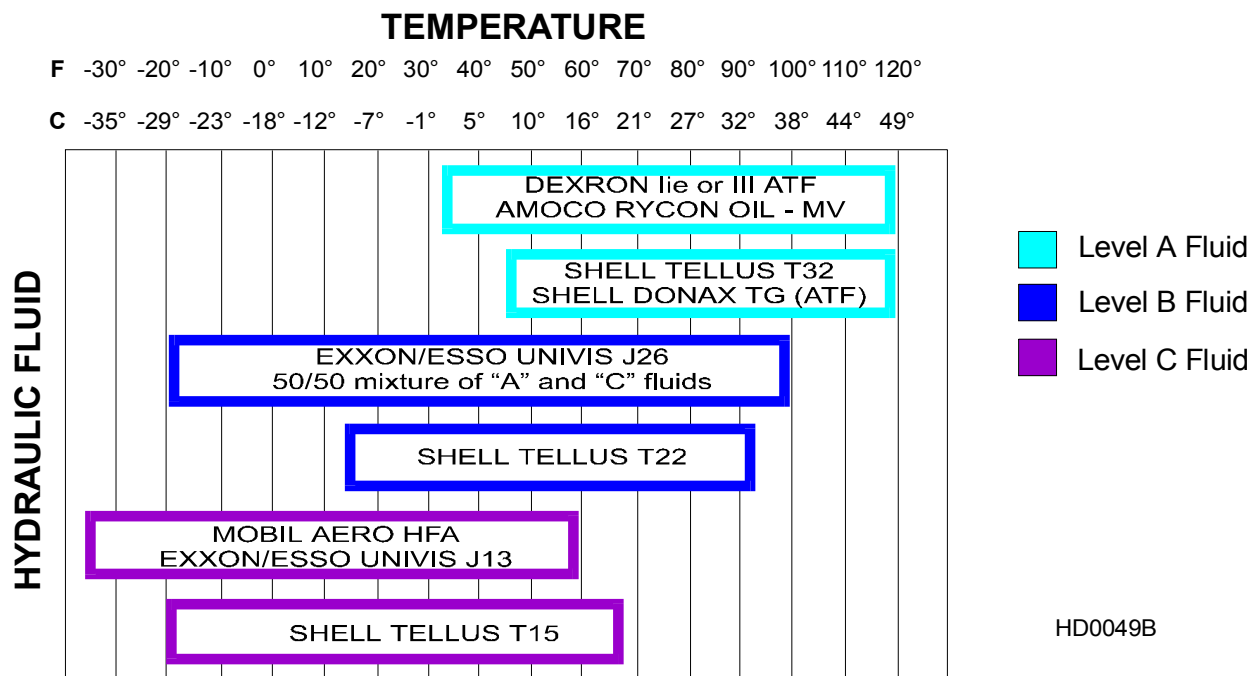 TEMPERATURE
F -30° -20° -10° 0° 10° 20° 30° 40° 50° 60° 70° 80° 90° 100° 110° 120°
C -35° -29° -23° -18° -12° -7° -1° 5° 10° 16° 21° 27° 32° 38° 44° 49°
HYDRAULIC FLUID
DEXRON Iie or III ATF
AMOCO RYCON OIL - MV
SHELL TELLUS T32
SHELL DONAX TG (ATF)
EXXON/ESSO UNIVIS J26
50/50 mixture of “A” and “C” fluids
SHELL TELLUS T22
MOBIL AERO HFA
EXXON/ESSO UNIVIS J13
SHELL TELLUS T15
Level A Fluid
Level B Fluid
Level C Fluid
HD0049B